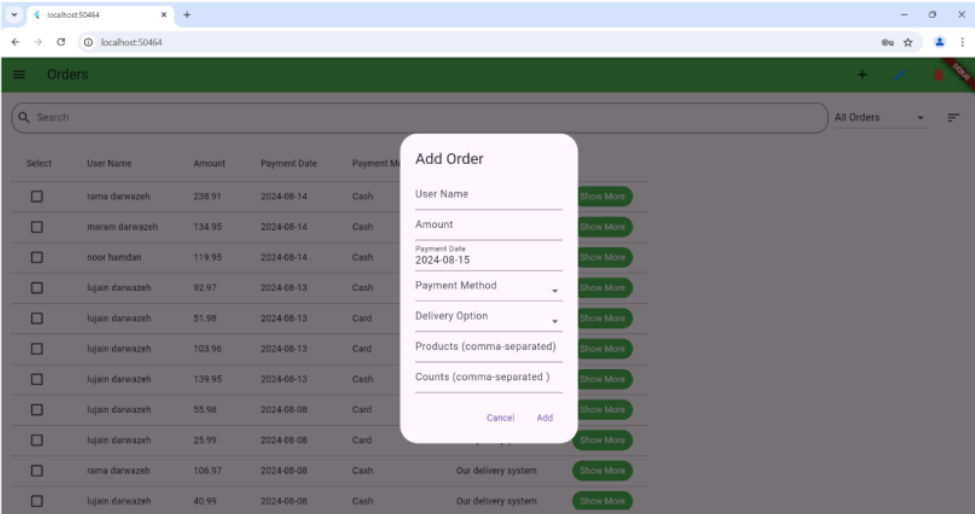 localhost:50464
localhost:50464
Orders
DEBUG
Search
All Orders
Select User Name Amount Payment Date Payment Me
rama darwazeh 238.91 2024-08-14 Cash Show More
maram darwazeh 134.95 2024-08-14 Cash Show More
noor hamdan 119.95 2024-08-14 Cash Show More
lujain darwazeh 92.97 2024-08-13 Cash Show More
lujain darwazeh 51.98 2024-08-13 Card Show More
lujain darwazeh 103.96 2024-08-13 Card Show More
lujain darwazeh 139.95 2024-08-13 Cash Show More
lujain darwazeh 55.98 2024-08-08 Card Show More
lujain darwazeh 25.99 2024-08-08 Card Show More
rama darwazeh 106.97 2024-08-08 Cash Our delivery system Show More
lujain darwazeh 40.99 2024-08-08 Cash Our delivery system Show More
Add Order
User Name
Amount
Payment Date
2024-08-15
Payment Method
Delivery Option
Products (comma-separated)
Counts (comma-separated )
Cancel Add